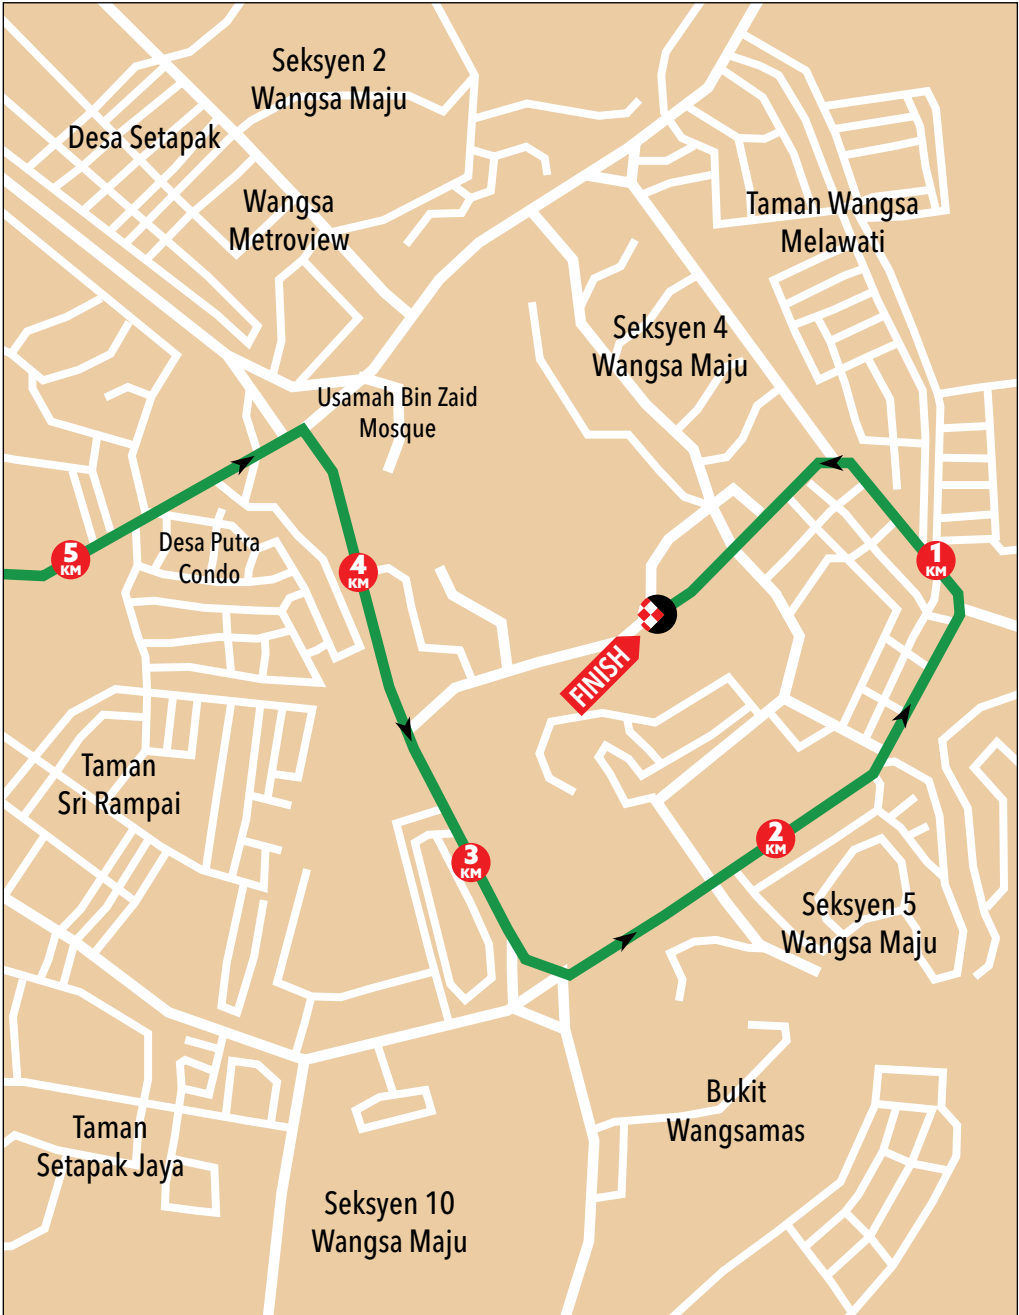 Seksyen 2
Wangsa Maju
Desa Setapak
Wangsa
Metroview
Taman Wangsa
Melawati
Seksyen 4
Wangsa Maju
Usamah Bin Zaid
Mosque
5
KM
Desa Putra
Condo
4
KM
1
KM
FINISH
Taman
Sri Rampai
3
KM
2
KM
Seksyen 5
Wangsa Maju
Bukit
Wangsamas
Taman
Setapak Jaya
Seksyen 10
Wangsa Maju